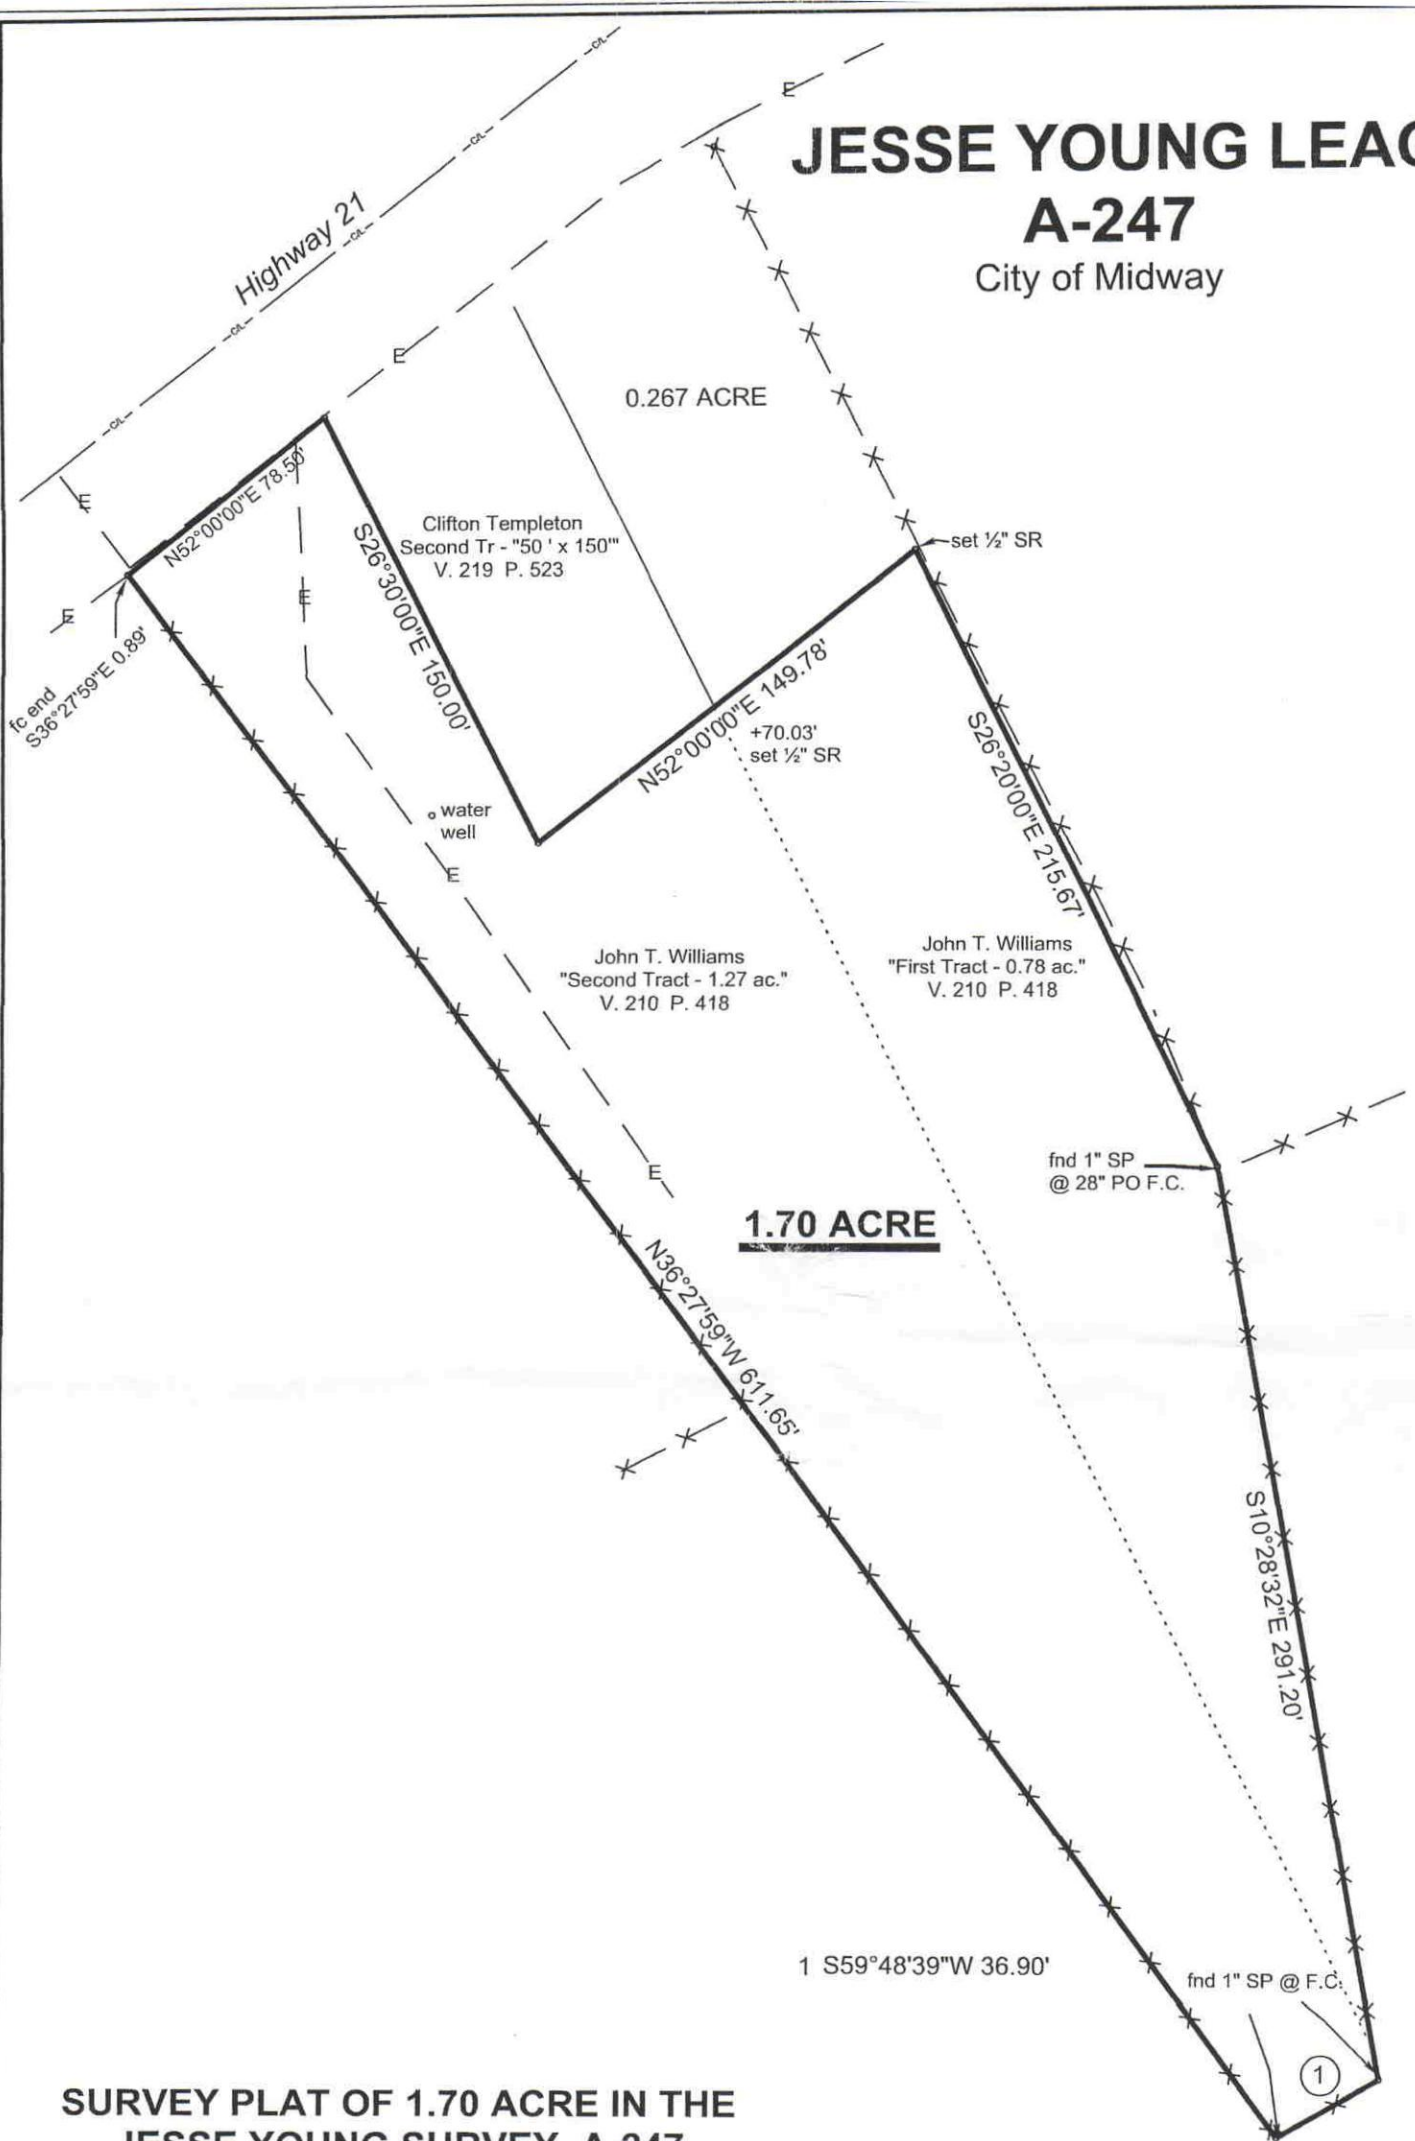 JESSE YOUNG LEAG
A-247
City of Midway
C/L
C/L
C/L
C/L
C/L
Highway 21
E
E
0.267 ACRE
E
N52°00'00"E 78.50'
Clifton Templeton
Second Tr - "50 ' x 150'"
V. 219 P. 523
S26°30'00"E 150.00'
set ½" SR
E
E
fc end
S36°27'59"E 0.89'
N52°00'00"E 149.78'
+70.03'
set ½" SR
water
well
S26°20'00"E 215.67'
E
John T. Williams
"Second Tract - 1.27 ac."
V. 210 P. 418
John T. Williams
"First Tract - 0.78 ac."
V. 210 P. 418
fnd 1" SP
@ 28" PO F.C.
E
1.70 ACRE
N36°27'59"W 611.65'
S10°28'32"E 291.20'
1 S59°48'39"W 36.90'
fnd 1" SP @ F.C.
1
SURVEY PLAT OF 1.70 ACRE IN THE
JESSE YOUNG SURVEY, A-247